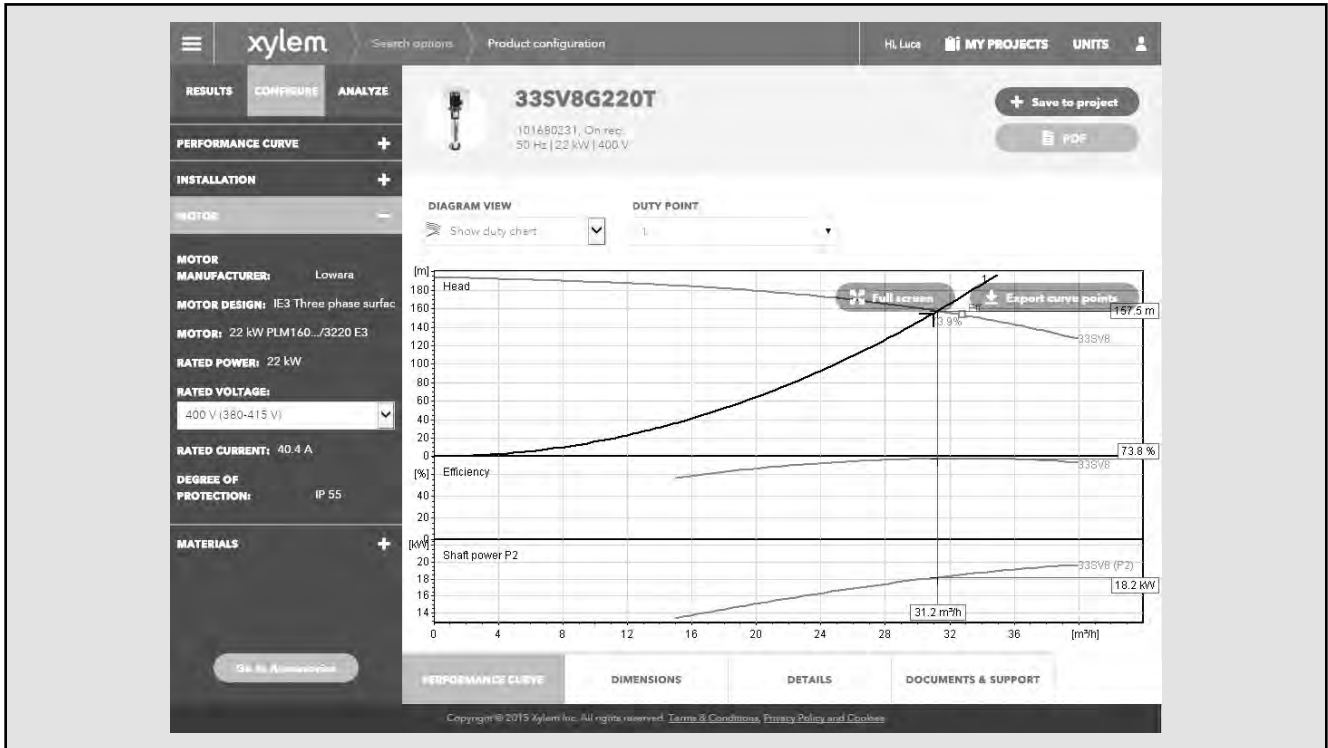 xylem
Search options
Product configuration
Hi, Luca
MY PROJECTS
UNITS
RESULTS
CONFIGURE
ANALYZE
PERFORMANCE CURVE
INSTALLATION
MOTOR
MOTOR
MANUFACTURER: Lowara
MOTOR DESIGN: IE3 Three phase surfac
MOTOR: 22 kW PLM160.../3220 E3
RATED POWER: 22 kW
RATED VOLTAGE:
400 V (380-415 V)
RATED CURRENT: 40.4 A
DEGREE OF
PROTECTION: IP 55
MATERIALS
Go to Accessories
33SV8G220T
101680231, On req.
50 Hz | 22 kW | 400 V
+ Save to project
PDF
DIAGRAM VIEW
Show duty chart
DUTY POINT
1
[m]
Head
180
160
140
120
100
80
60
40
20
0
1
Full screen
Export curve points
Eff
157.5 m
3.9%
33SV8
73.8 %
[%]
Efficiency
40
20
0
33SV8
[kW]
Shaft power P2
20
18
16
14
33SV8 (P2)
18.2 kW
31.2 m³/h
0 4 8 12 16 20 24 28 32 36 [m³/h]
PERFORMANCE CURVE
DIMENSIONS
DETAILS
DOCUMENTS & SUPPORT
Copyright © 2015 Xylem Inc. All rights reserved. Terms & Conditions, Privacy Policy and Cookies